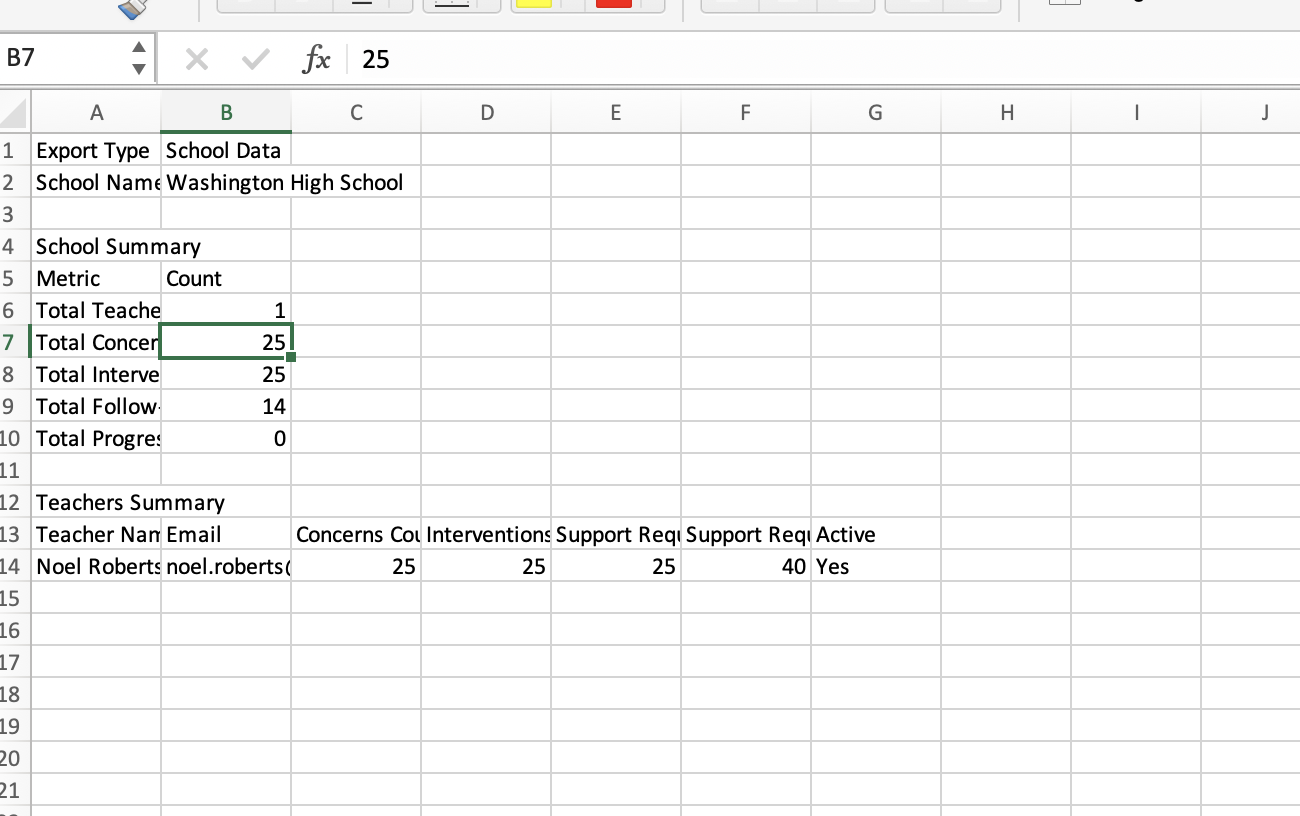 B7 fx 25
A B C D E F G H I J
1 Export Type School Data
2 School Name Washington High School
3
4 School Summary
5 Metric Count
6 Total Teache 1
7 Total Concer 25
8 Total Interve 25
9 Total Follow- 14
10 Total Progres 0
11
12 Teachers Summary
13 Teacher Nam Email Concerns Cou Interventions Support Requ Support Requ Active
14 Noel Roberts noel.roberts( 25 25 25 40 Yes
15
16
17
18
19
20
21